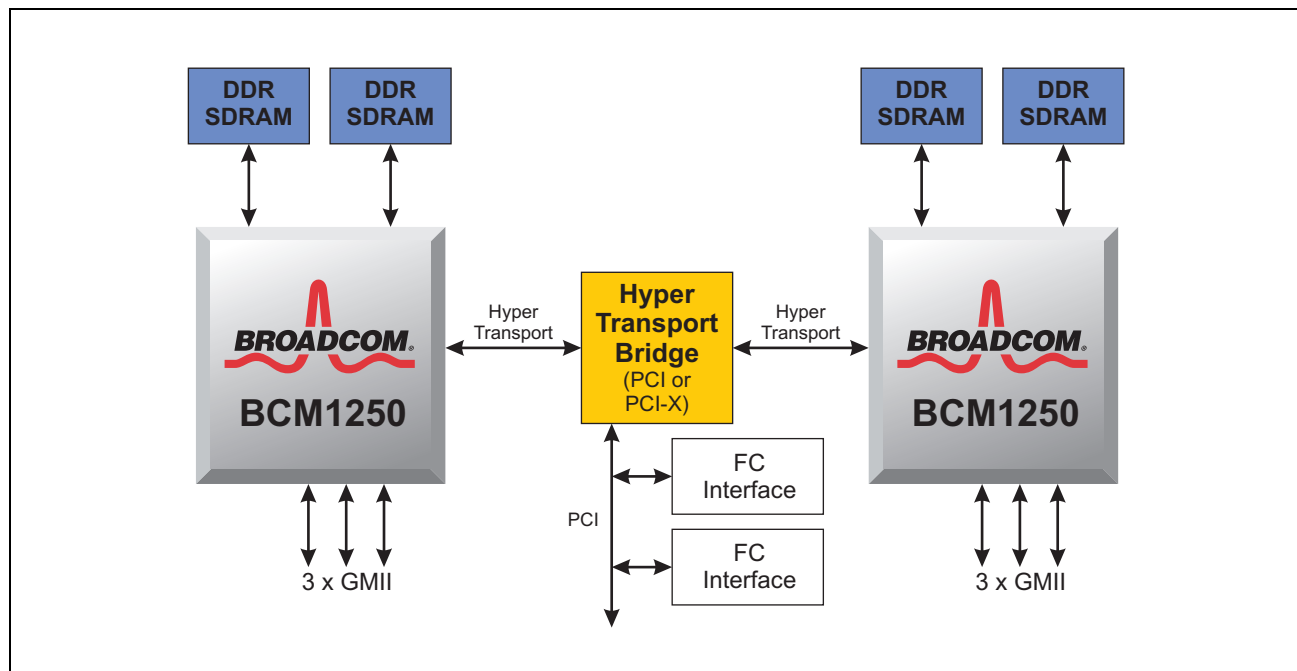 DDR
SDRAM
DDR
SDRAM
DDR
SDRAM
DDR
SDRAM
BROADCOM®
BCM1250
Hyper
Transport
Hyper
Transport
Bridge
(PCI or
PCI-X)
Hyper
Transport
BROADCOM®
BCM1250
FC
Interface
PCI
FC
Interface
3 x GMII
3 x GMII